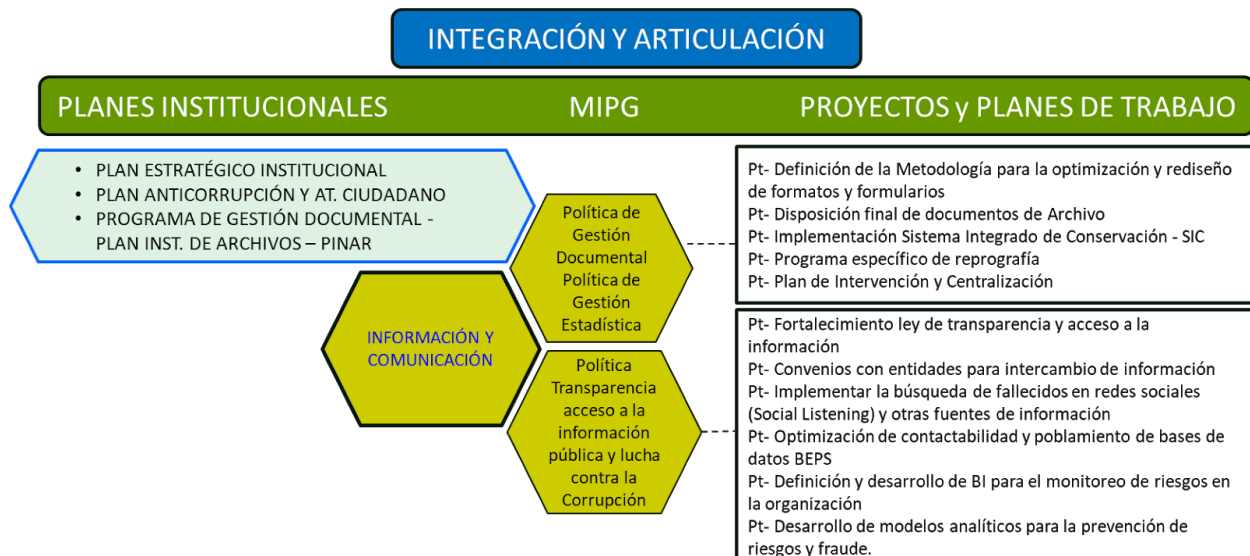 INTEGRACIÓN Y ARTICULACIÓN
PLANES INSTITUCIONALES
MIPG
PROYECTOS y PLANES DE TRABAJO
• PLAN ESTRATÉGICO INSTITUCIONAL
• PLAN ANTICORRUPCIÓN Y AT. CIUDADANO
• PROGRAMA DE GESTIÓN DOCUMENTAL -
PLAN INST. DE ARCHIVOS – PINAR
INFORMACIÓN Y
COMUNICACIÓN
Política de
Gestión
Documental
Política de
Gestión
Estadística
Política
Transparencia
acceso a la
información
pública y lucha
contra la
Corrupción
Pt- Definición de la Metodología para la optimización y rediseño
de formatos y formularios
Pt- Disposición final de documentos de Archivo
Pt- Implementación Sistema Integrado de Conservación - SIC
Pt- Programa específico de reprografía
Pt- Plan de Intervención y Centralización
Pt- Fortalecimiento ley de transparencia y acceso a la
información
Pt- Convenios con entidades para intercambio de información
Pt- Implementar la búsqueda de fallecidos en redes sociales
(Social Listening) y otras fuentes de información
Pt- Optimización de contactabilidad y poblamiento de bases de
datos BEPS
Pt- Definición y desarrollo de BI para el monitoreo de riesgos en
la organización
Pt- Desarrollo de modelos analíticos para la prevención de
riesgos y fraude.